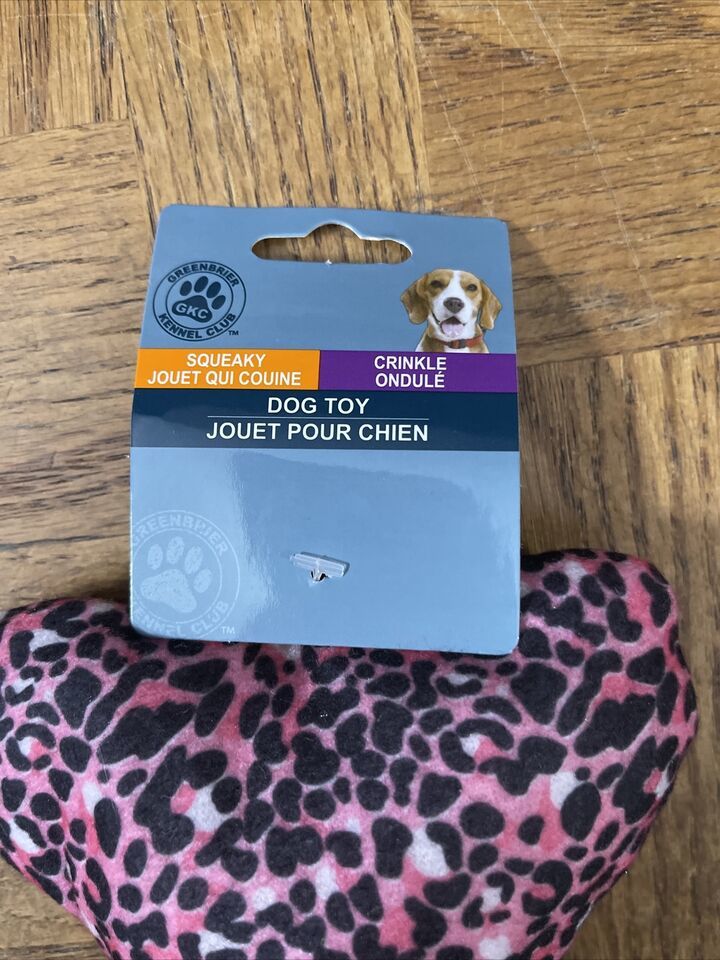 GREENBRIER
GKC
KENNEL CLUB
TM
SQUEAKY
JOUET QUI COUINE
CRINKLE
ONDULÉ
DOG TOY
JOUET POUR CHIEN
GREENBRIER
KENNEL CLUB
TM